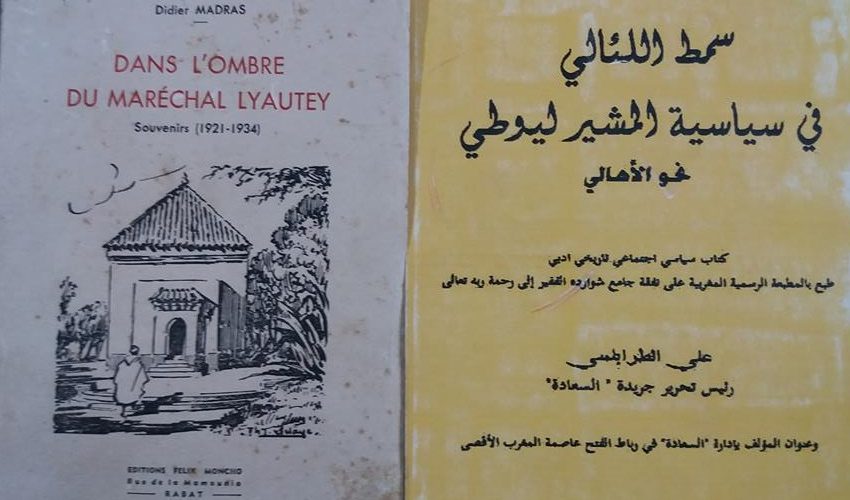 Didier MADRAS
DANS L'OMBRE
DU MARÉCHAL LYAUTEY
Souvenirs (1921-1934)
EDITIONS FELIX MONCHO
Rue de la Mamounia
RABAT
سمط اللئالي
في سياسية المشير ليوطي
نحو الأهالي
كتاب سياسي اجتماعي تاريخي ادبي
طبع بالمطبعة الرسمية المغربية على نفقة جامع شوارده الفقير إلى رحمة ربه تعالى
علي الطرابلسي
رئيس تحرير جريدة " السعادة"
وعنوان المؤلف بادارة "السعادة" في رباط الفتح عاصمة المغرب الأقصى